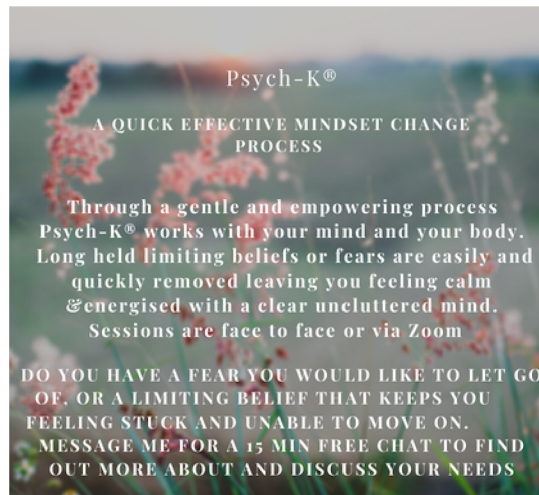 Psych-K®
A QUICK EFFECTIVE MINDSET CHANGE
PROCESS
Through a gentle and empowering process
Psych-K® works with your mind and your body.
Long held limiting beliefs or fears are easily and
quickly removed leaving you feeling calm
&energised with a clear uncluttered mind.
Sessions are face to face or via Zoom
DO YOU HAVE A FEAR YOU WOULD LIKE TO LET GO
OF, OR A LIMITING BELIEF THAT KEEPS YOU
FEELING STUCK AND UNABLE TO MOVE ON.
MESSAGE ME FOR A 15 MIN FREE CHAT TO FIND
OUT MORE ABOUT AND DISCUSS YOUR NEEDS